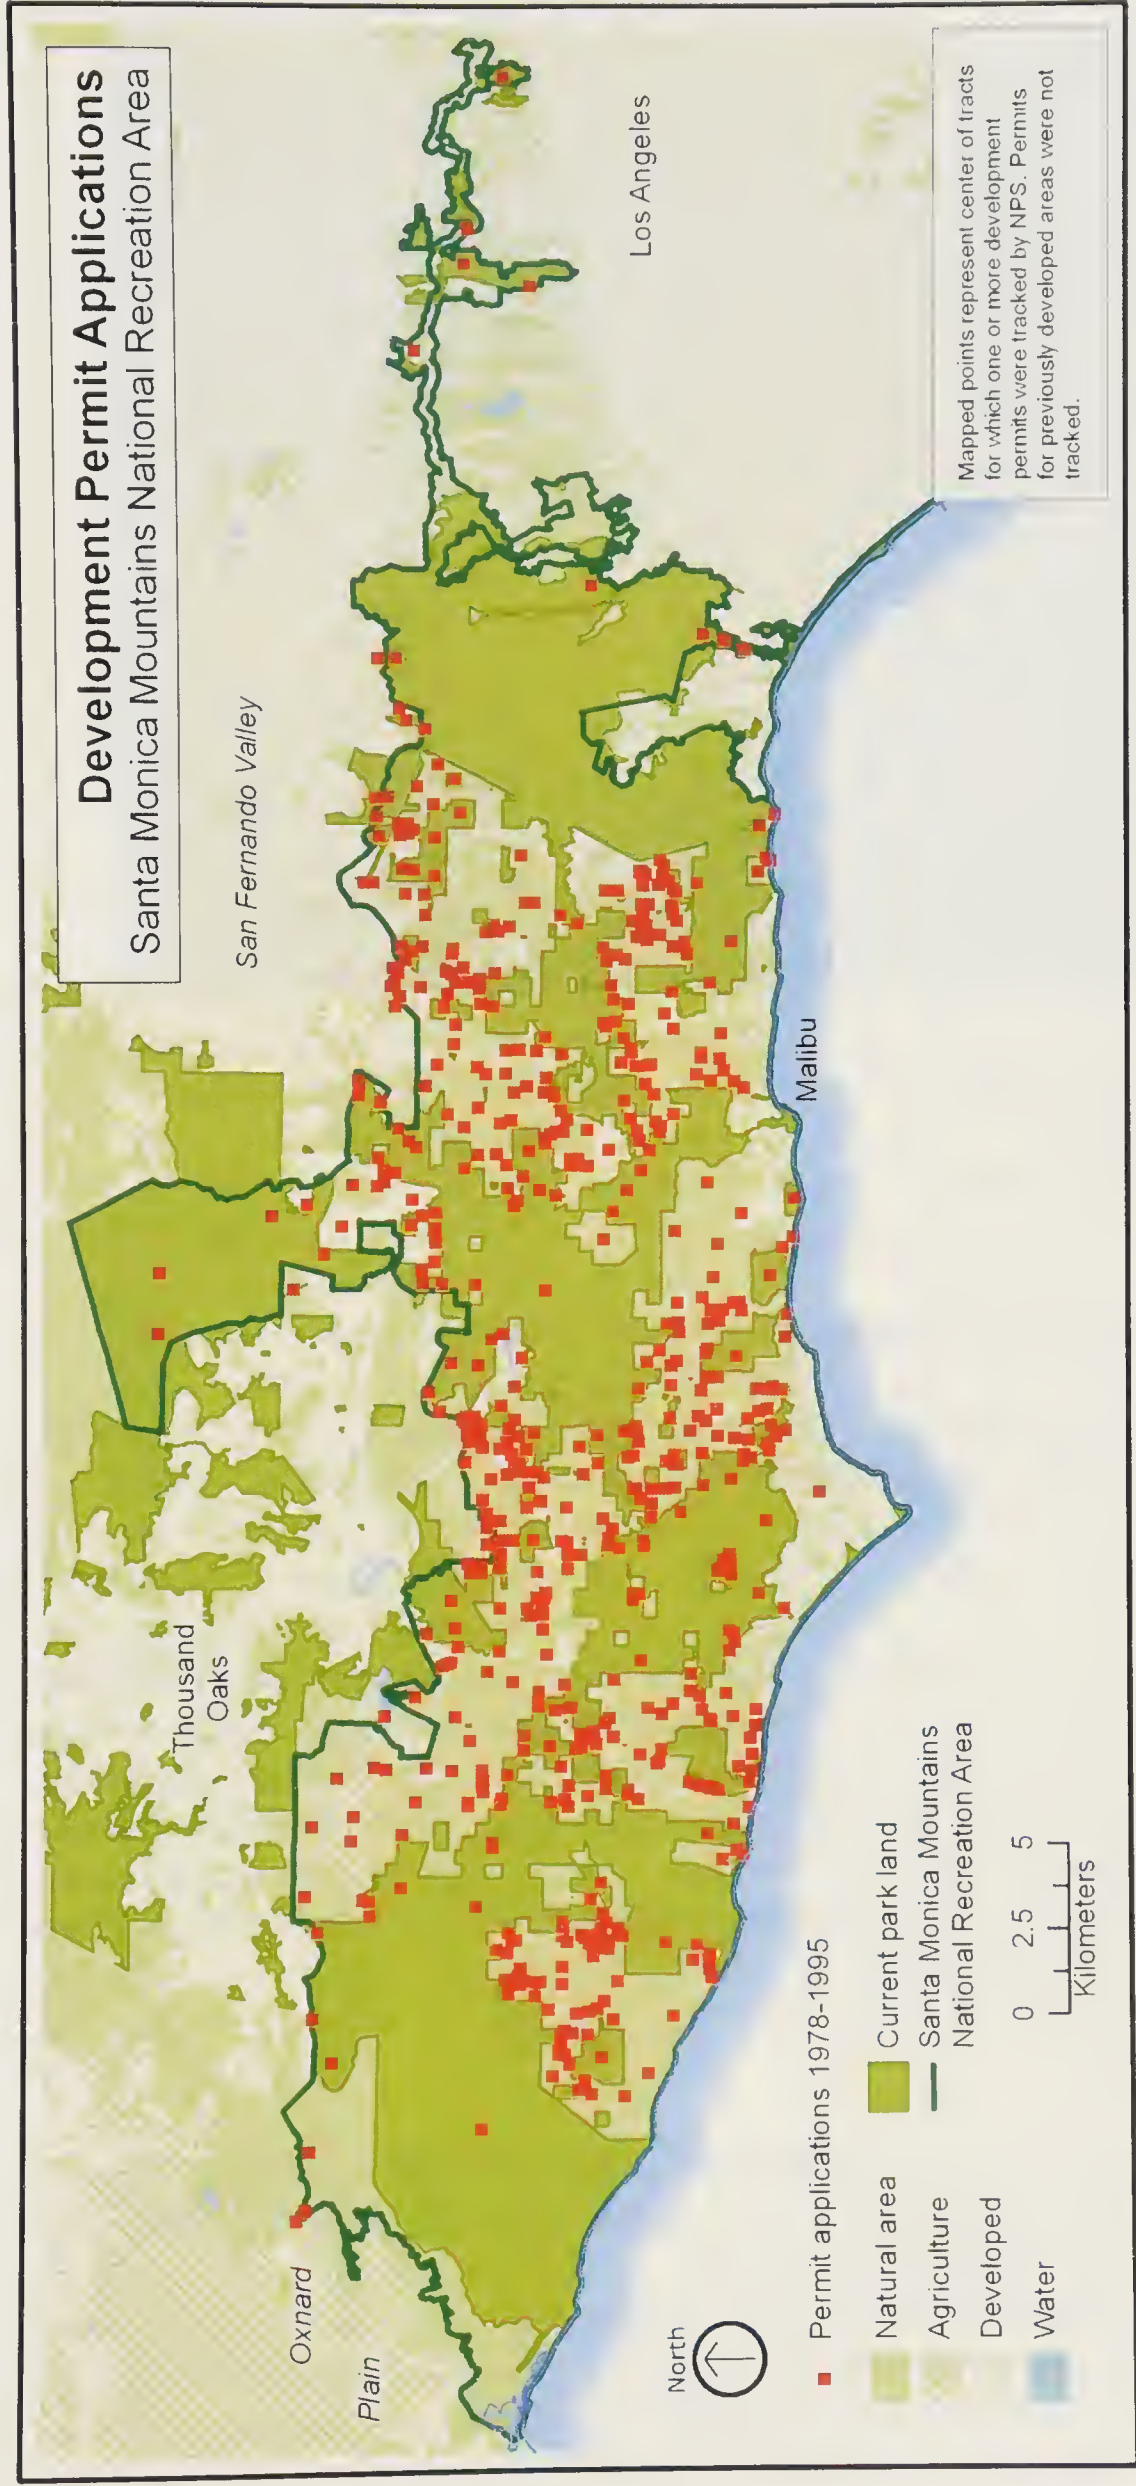 Development Permit Applications
Santa Monica Mountains National Recreation Area
San Fernando Valley
Thousand
Oaks
Oxnard
Plain
Los Angeles
Malibu
North
Permit applications 1978-1995
Natural area
Agriculture
Developed
Water
Current park land
Santa Monica Mountains
National Recreation Area
0 2.5 5
Kilometers
Mapped points represent center of tracts
for which one or more development
permits were tracked by NPS. Permits
for previously developed areas were not
tracked.